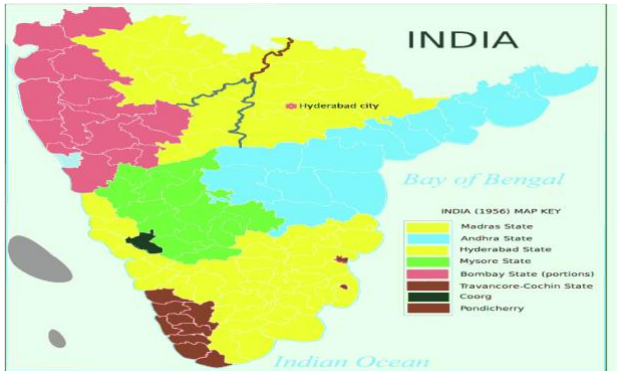 INDIA
Hyderabad city
Bay of Bengal
INDIA (1956) MAP KEY
Madras State
Andhra State
Hyderabad State
Mysore State
Bombay State (portions)
Travancore-Cochin State
Coorg
Pondicherry
Indian Ocean